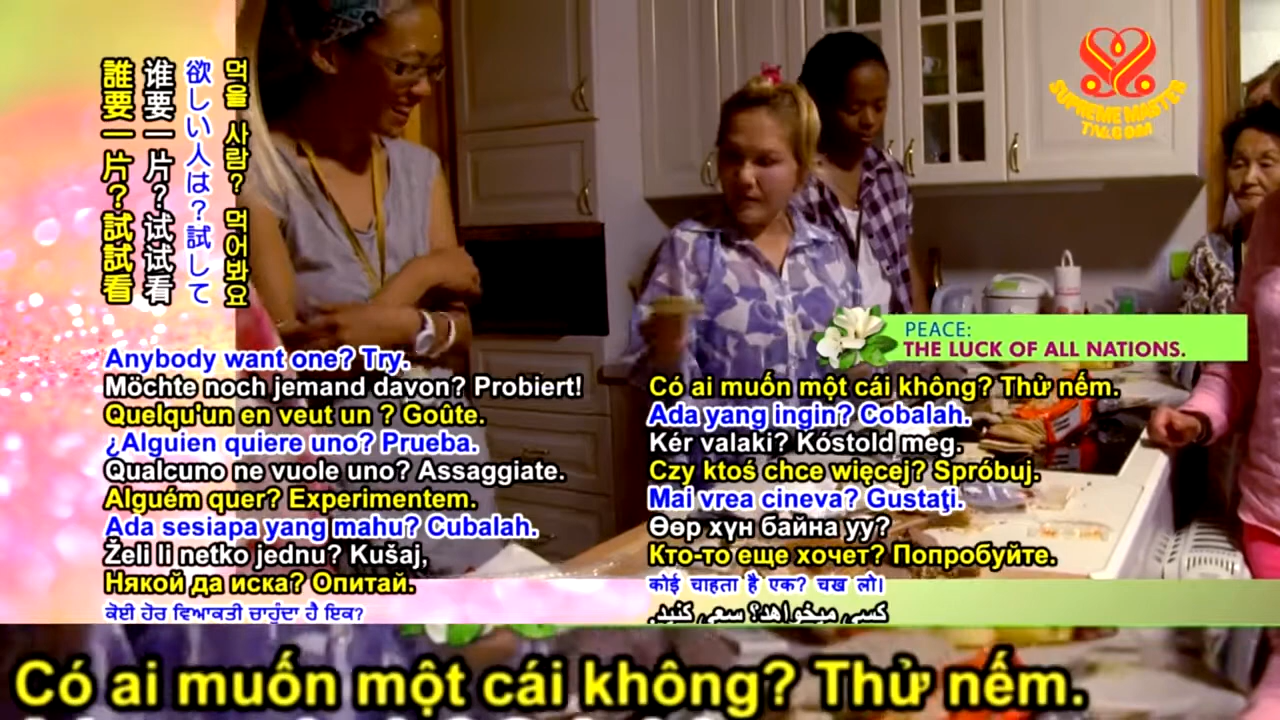 誰要一片？試試看
谁要一片？试试看
欲しい人は？試して
먹을 사람? 먹어봐요
SUPREME MASTER
TV.COM
PEACE:
THE LUCK OF ALL NATIONS.
Anybody want one? Try.
Möchte noch jemand davon? Probiert!
Quelqu'un en veut un ? Goûte.
¿Alguien quiere uno? Prueba.
Qualcuno ne vuole uno? Assaggiate.
Alguém quer? Experimentem.
Ada sesiapa yang mahu? Cubalah.
Želi li netko jednu? Kušaj,
Някой да иска? Опитай.
ਕੋਈ ਹੋਰ ਵਿਆਕਤੀ ਚਾਹੁੰਦਾ ਹੈ ਇਕ?
Có ai muốn một cái không? Thử nếm.
Ada yang ingin? Cobalah.
Kér valaki? Kóstold meg.
Czy ktoś chce więcej? Spróbuj.
Mai vrea cineva? Gustaţi.
Өөр хүн байна уу?
Кто-то еще хочет? Попробуйте.
कोई चाहता है एक? चख लो।
کسی میخواهد؟ سعی کنید.
Có ai muốn một cái không? Thử nếm.